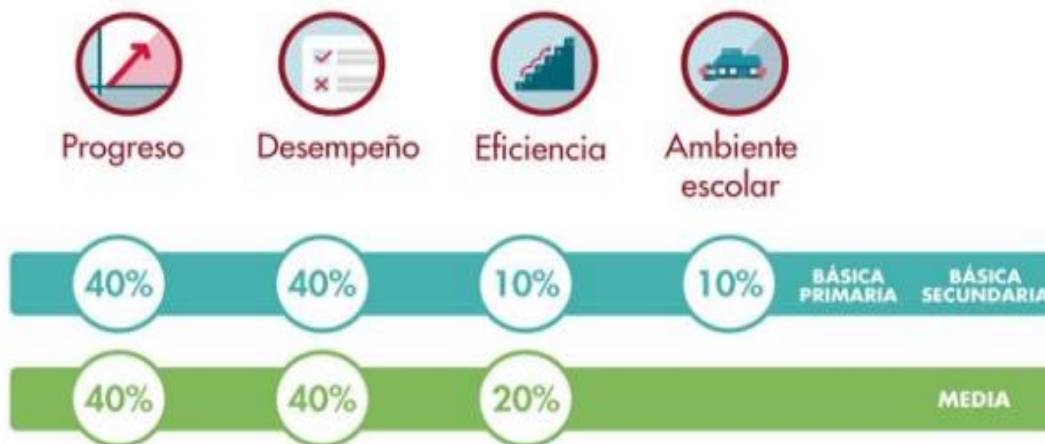 Progreso
Desempeño
Eficiencia
Ambiente
escolar
40%
40%
10%
10%
BÁSICA
PRIMARIA
BÁSICA
SECUNDARIA
40%
40%
20%
MEDIA